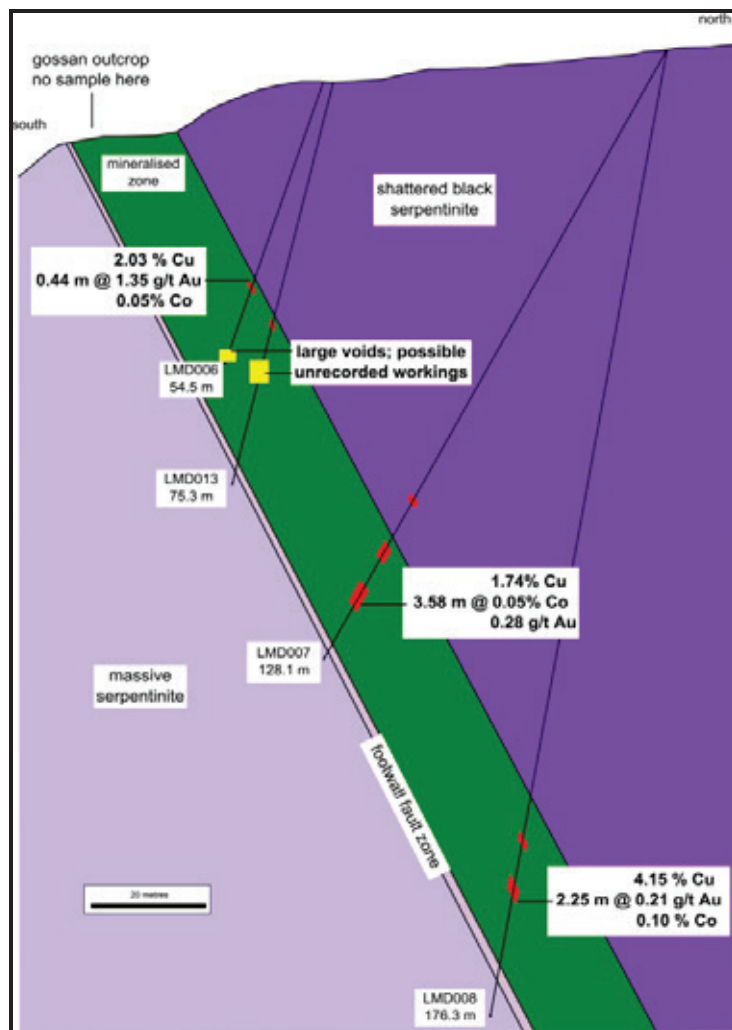 north
gossan outcrop
no sample here
south
mineralised
zone
shattered black
serpentinite
2.03 % Cu
0.44 m @ 1.35 g/t Au
0.05% Co
large voids; possible
unrecorded workings
LMD006
54.5 m
LMD013
75.3 m
1.74% Cu
3.58 m @ 0.05% Co
0.28 g/t Au
LMD007
128.1 m
massive
serpentinite
footwall fault zone
4.15 % Cu
2.25 m @ 0.21 g/t Au
0.10 % Co
20 metres
LMD008
176.3 m